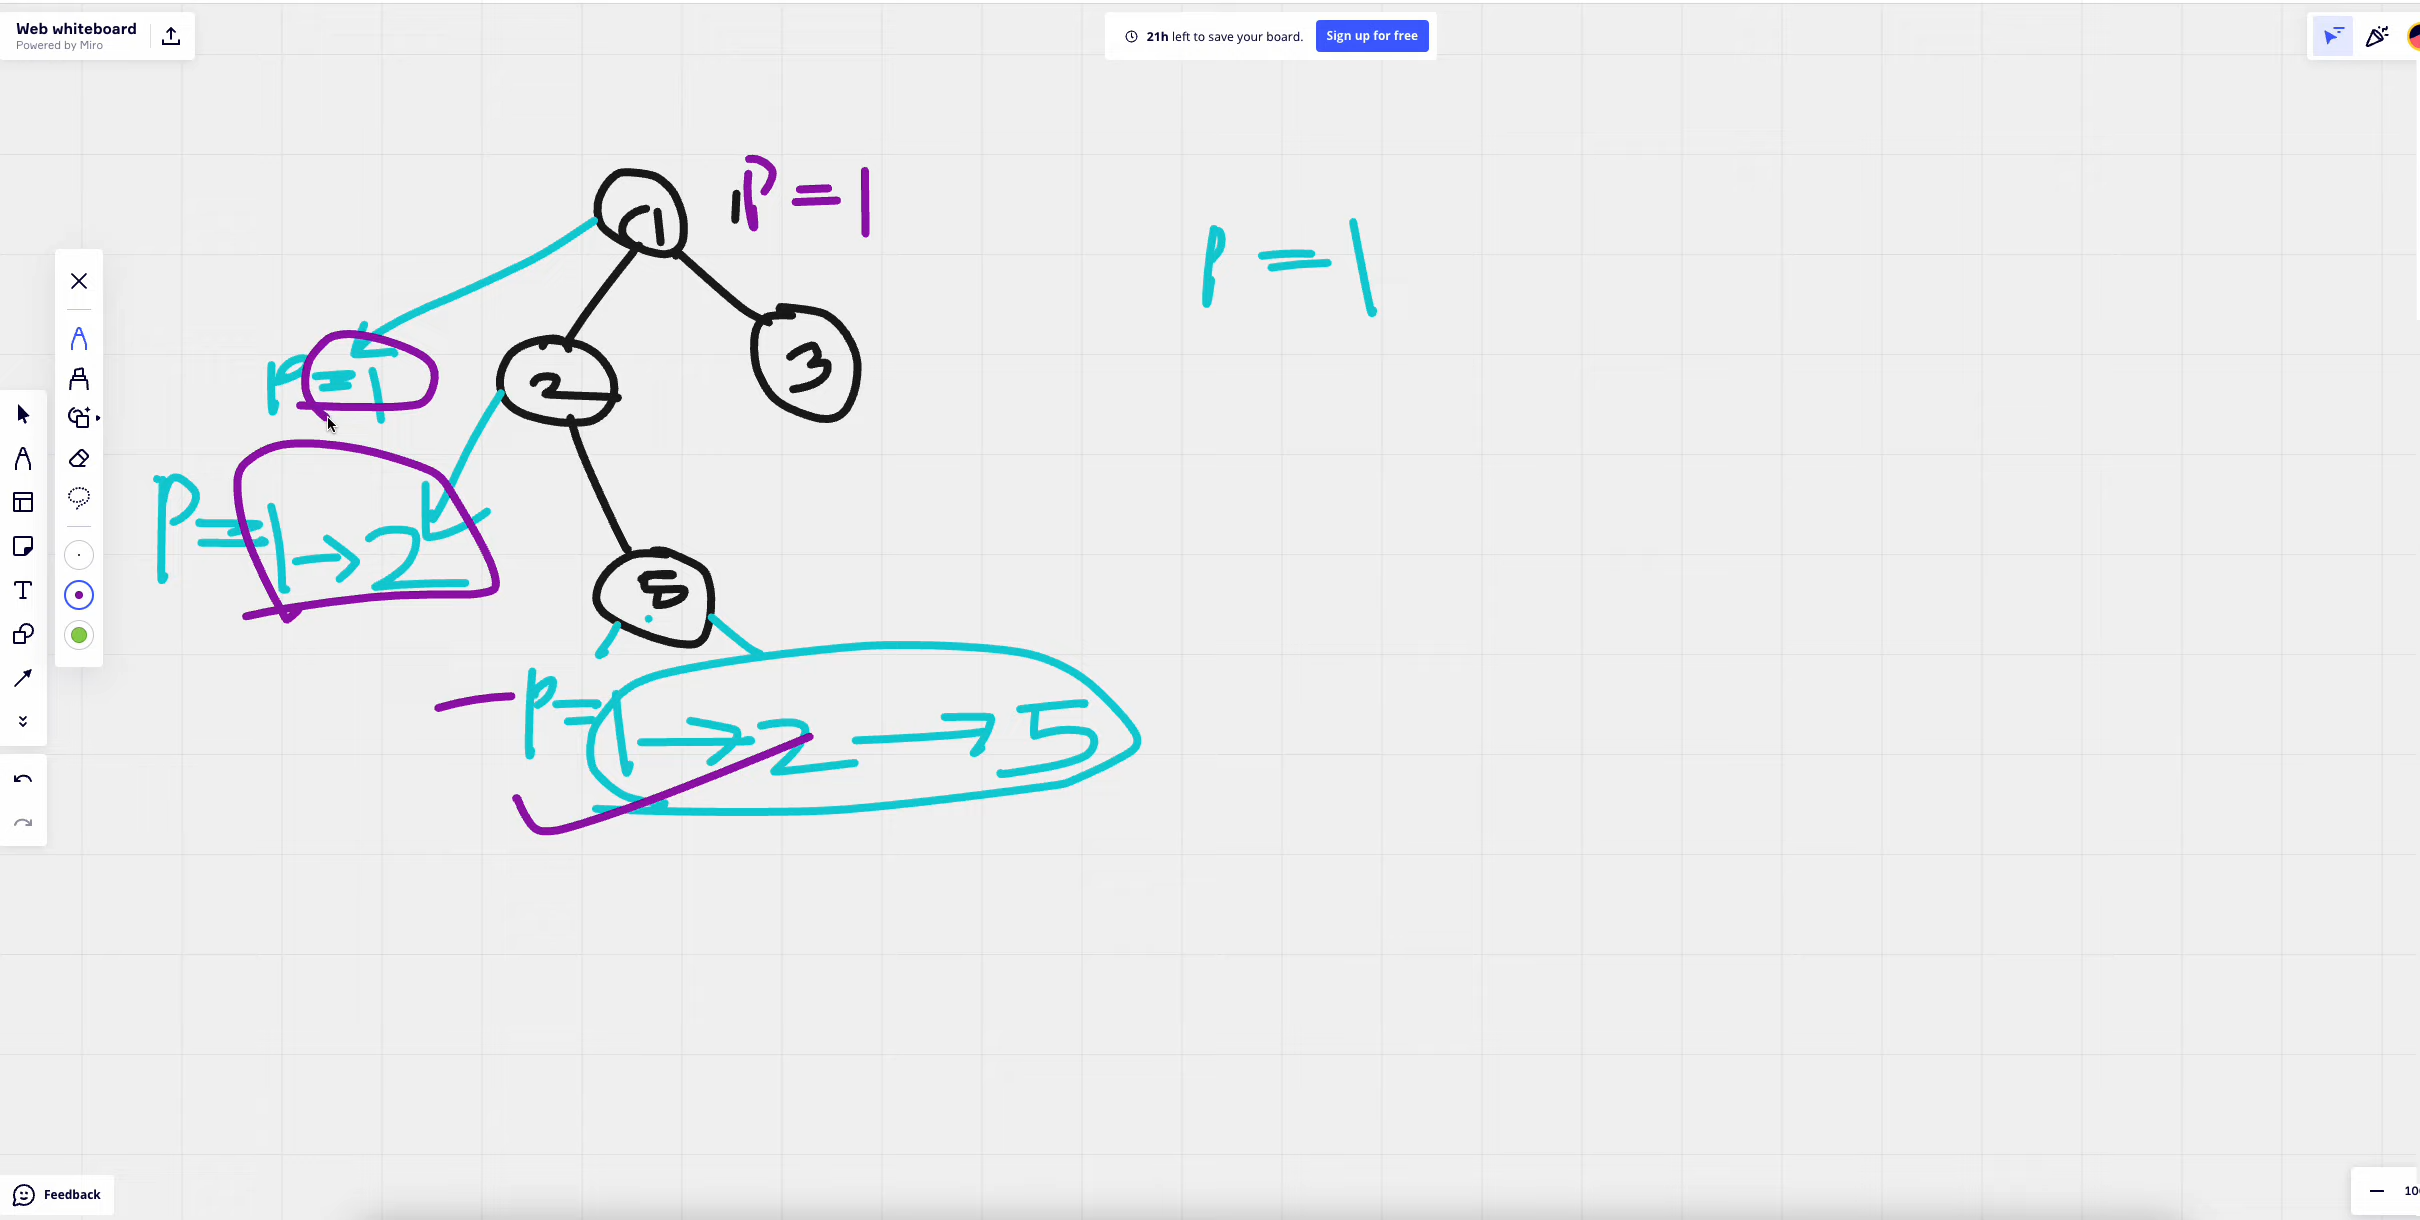 Web whiteboard
Powered by Miro
21h left to save your board.
Sign up for free
P = 1
1
P = 1
P = 1
2
3
P = 1 → 2
5
P = 1 → 2 → 5
T
Feedback